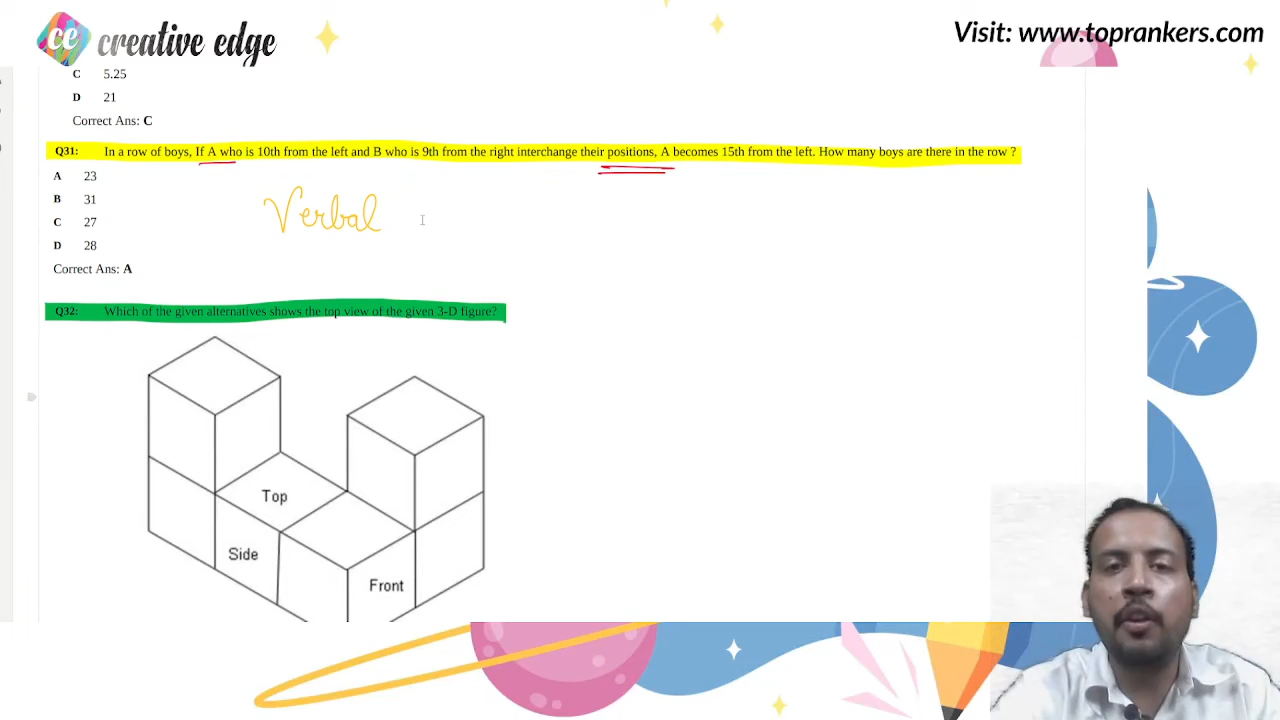 ce creative edge
Visit: www.toprankers.com
C 5.25
D 21
Correct Ans: C
Q31: In a row of boys, If A who is 10th from the left and B who is 9th from the right interchange their positions, A becomes 15th from the left. How many boys are there in the row ?
A 23
B 31
C 27
D 28
Correct Ans: A
Verbal
Q32: Which of the given alternatives shows the top view of the given 3-D figure?
Top
Side
Front